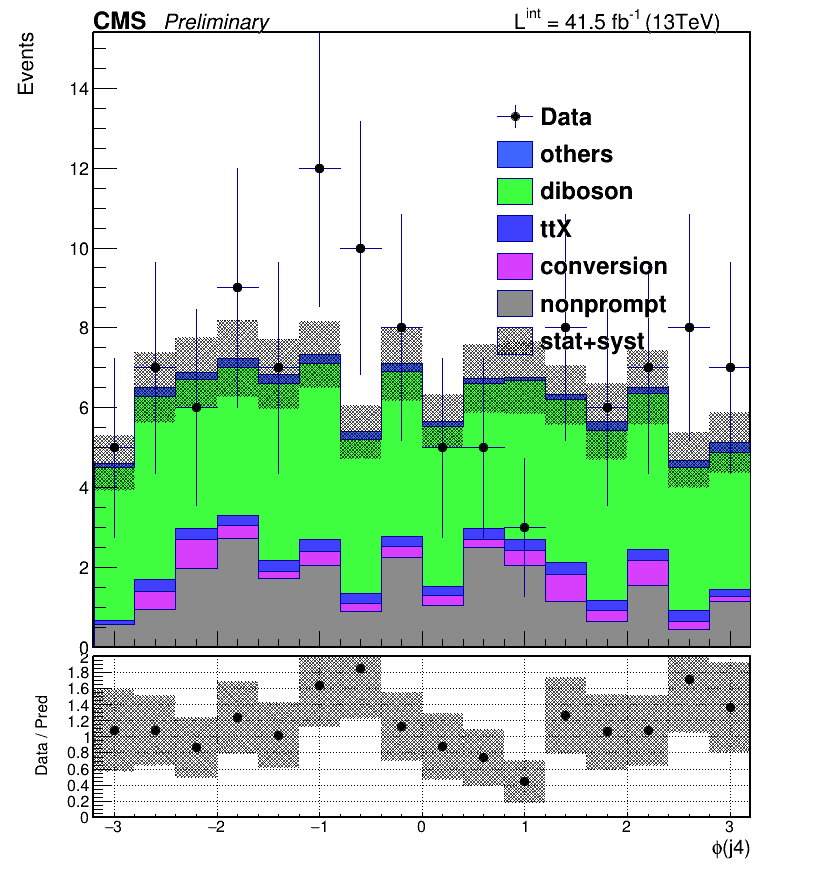 CMS Preliminary L^int = 41.5 fb^-1 (13TeV)
Events
14
12
10
8
6
4
2
0
Data
others
diboson
ttX
conversion
nonprompt
stat+syst
Data / Pred
2
1.8
1.6
1.4
1.2
1
0.8
0.6
0.4
0.2
0
−3 −2 −1 0 1 2 3
ϕ(j4)